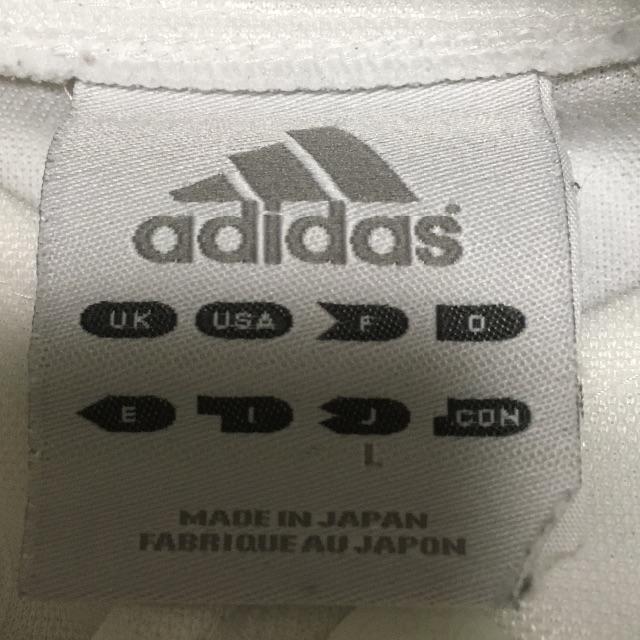 adidas
UK USA F D
E I J .COM
L
MADE IN JAPAN
FABRIQUE AU JAPON